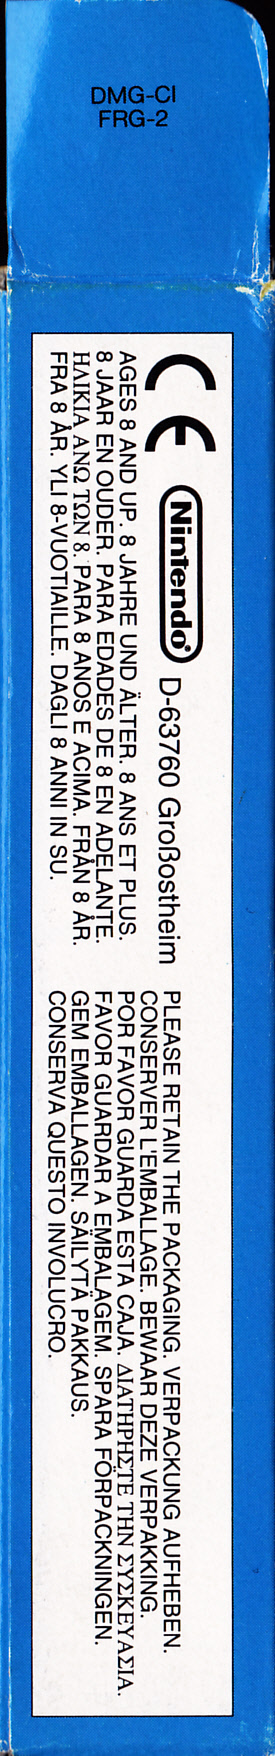 DMG-CI
FRG-2
CE Nintendo® D-63760 Großostheim
AGES 8 AND UP. 8 JAHRE UND ÄLTER. 8 ANS ET PLUS.
8 JAAR EN OUDER. PARA EDADES DE 8 EN ADELANTE.
ΗΛΙΚΙΑ ΑΝΩ ΤΩΝ 8. PARA 8 ANOS E ACIMA. FRÅN 8 ÅR.
FRA 8 ÅR. YLI 8-VUOTIAILLE. DAGLI 8 ANNI IN SU.
PLEASE RETAIN THE PACKAGING. VERPACKUNG AUFHEBEN.
CONSERVER L'EMBALLAGE. BEWAAR DEZE VERPAKKING.
POR FAVOR GUARDA ESTA CAJA. ΔΙΑΤΗΡΗΣΤΕ ΤΗΝ ΣΥΣΚΕΥΑΣΙΑ.
FAVOR GUARDAR A EMBALAGEM. SPARA FÖRPACKNINGEN.
GEM EMBALLAGEN. SÄILYTÄ PAKKAUS.
CONSERVA QUESTO INVOLUCRO.